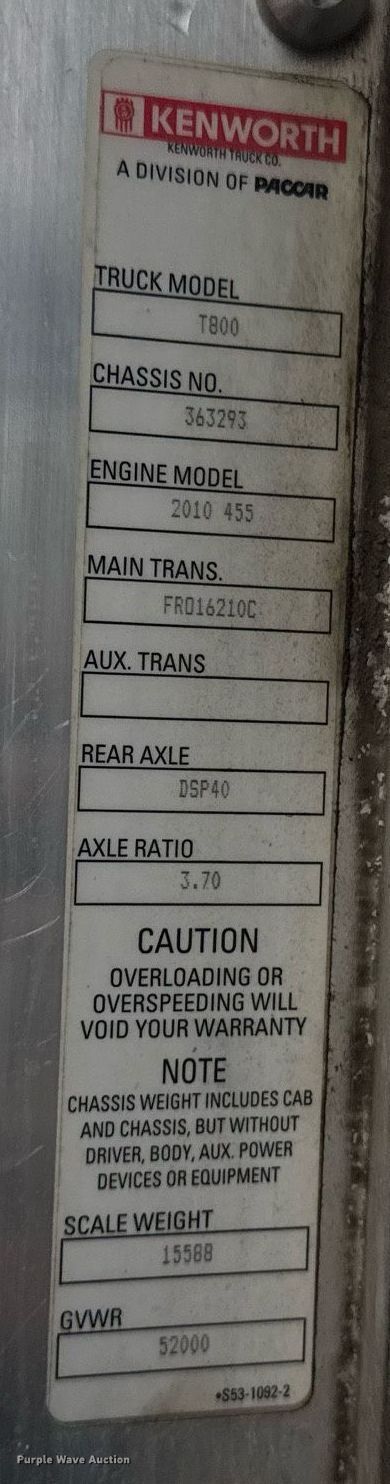 KENWORTH
KENWORTH TRUCK CO.
A DIVISION OF PACCAR
TRUCK MODEL
T800
CHASSIS NO.
363293
ENGINE MODEL
2010 455
MAIN TRANS.
FRO16210C
AUX. TRANS
REAR AXLE
DSP40
AXLE RATIO
3.70
CAUTION
OVERLOADING OR
OVERSPEEDING WILL
VOID YOUR WARRANTY
NOTE
CHASSIS WEIGHT INCLUDES CAB
AND CHASSIS, BUT WITHOUT
DRIVER, BODY, AUX. POWER
DEVICES OR EQUIPMENT
SCALE WEIGHT
15588
GVWR
52000
•S53-1092-2
Purple Wave Auction